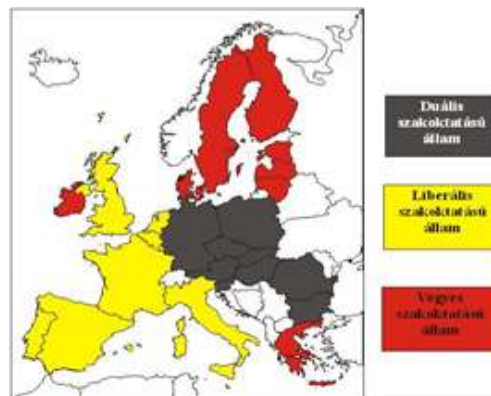 Duális
szakoktatású
állam
Liberális
szakoktatású
állam
Vegyes
szakoktatású
állam